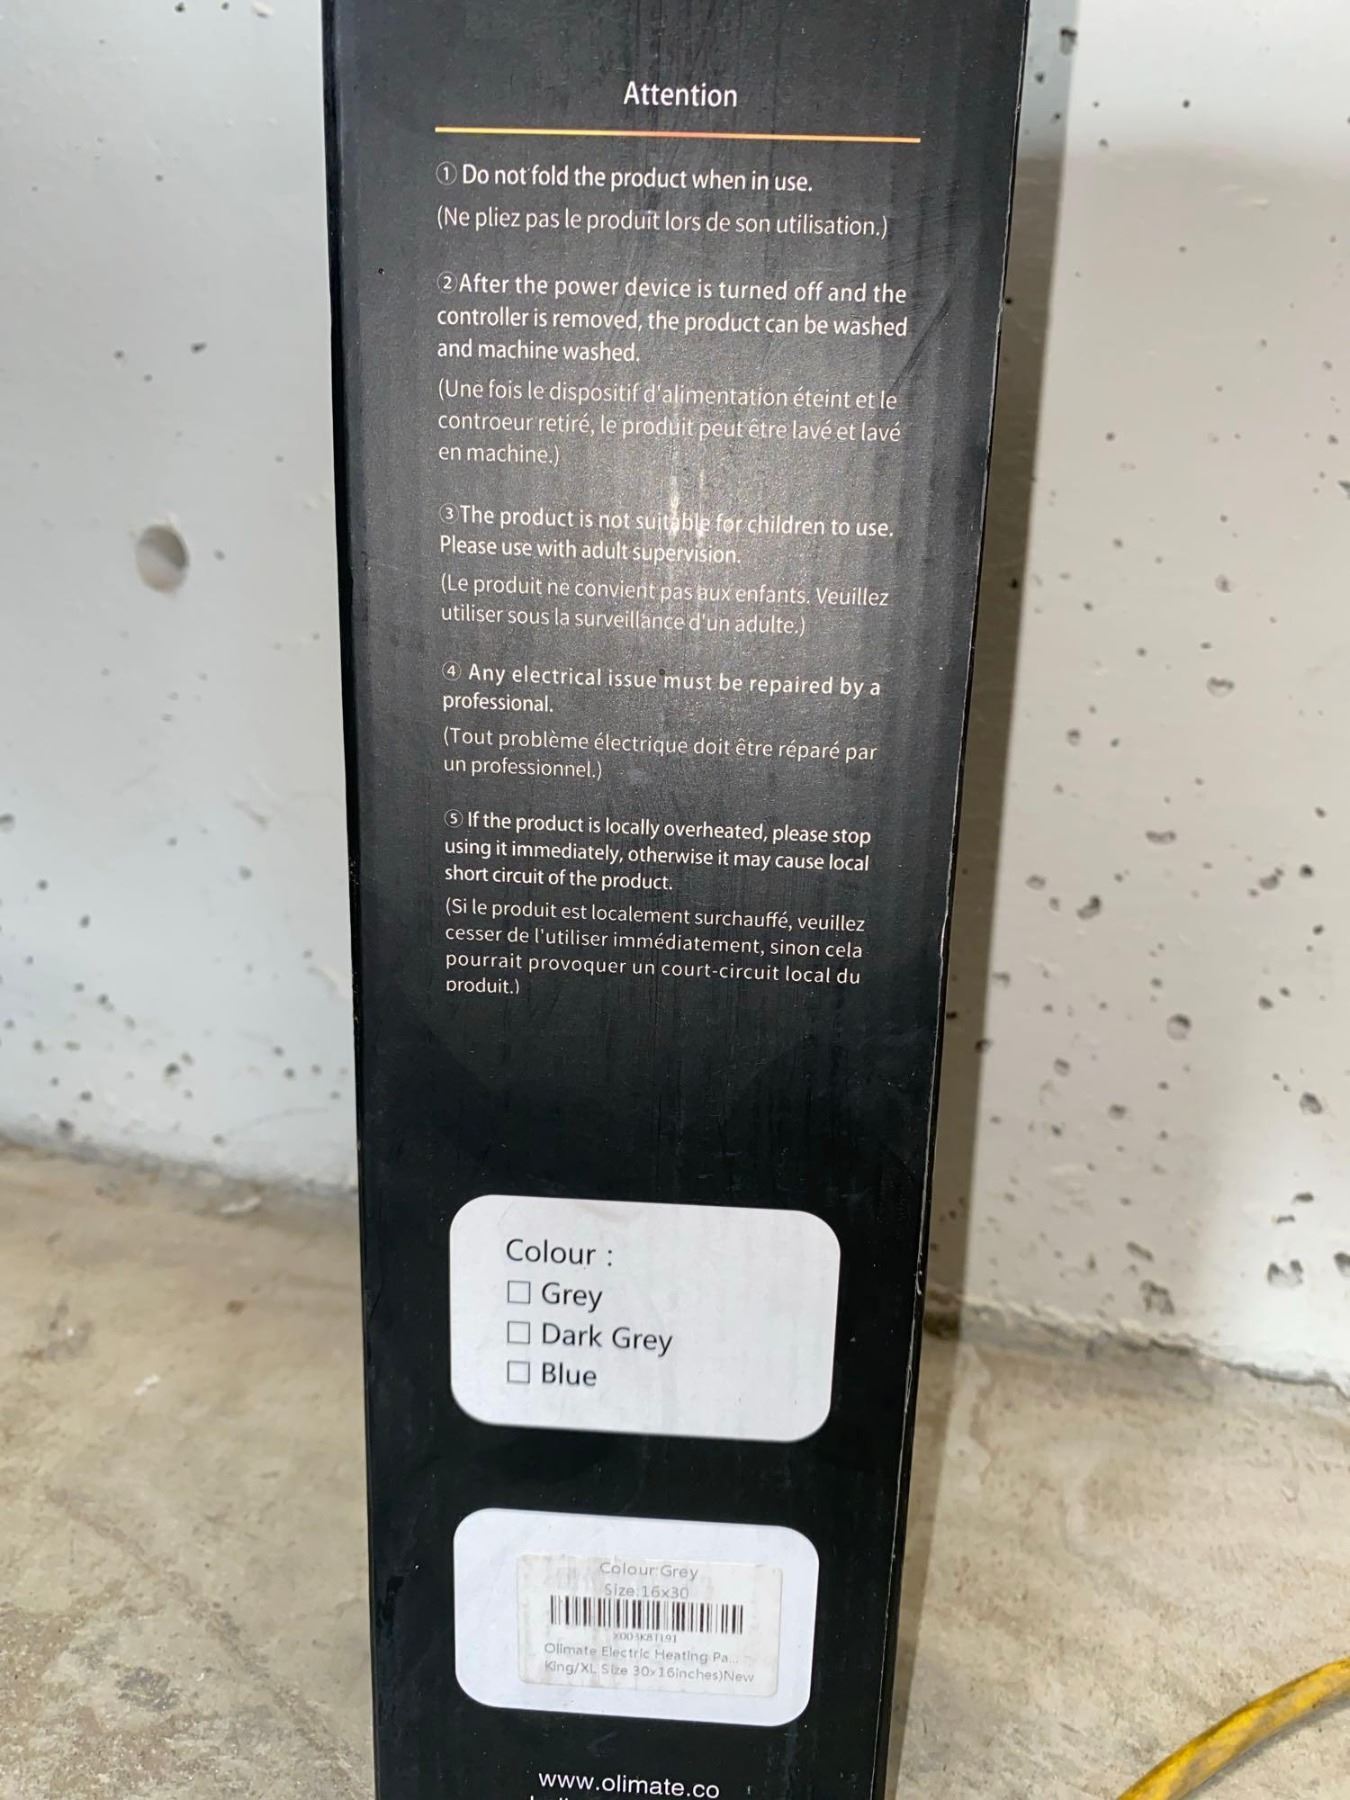 Attention
① Do not fold the product when in use.
(Ne pliez pas le produit lors de son utilisation.)
② After the power device is turned off and the
controller is removed, the product can be washed
and machine washed.
(Une fois le dispositif d'alimentation éteint et le
controeur retiré, le produit peut être lavé et lavé
en machine.)
③ The product is not suitable for children to use.
Please use with adult supervision.
(Le produit ne convient pas aux enfants. Veuillez
utiliser sous la surveillance d'un adulte.)
④ Any electrical issue must be repaired by a
professional.
(Tout problème électrique doit être réparé par
un professionnel.)
⑤ If the product is locally overheated, please stop
using it immediately, otherwise it may cause local
short circuit of the product.
(Si le produit est localement surchauffé, veuillez
cesser de l'utiliser immédiatement, sinon cela
pourrait provoquer un court-circuit local du
produit.)
Colour :
☐ Grey
☐ Dark Grey
☐ Blue
Colour:Grey
Size:16x30
X003K8TL91
Olimate Electric Heating Pa...
King/XL Size 30x16inches)New
www.olimate.co